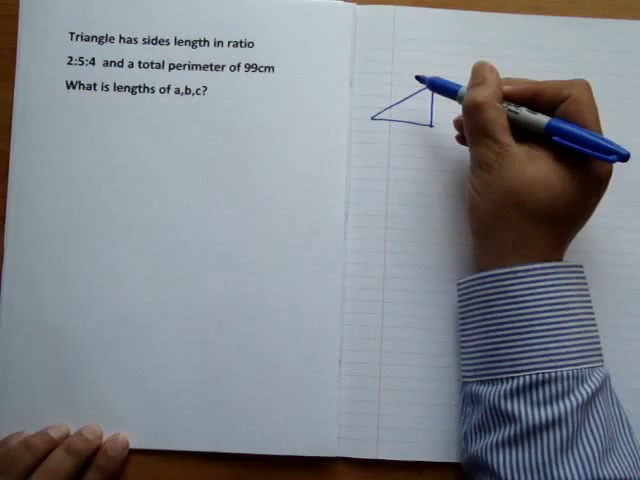 Triangle has sides length in ratio
2:5:4 and a total perimeter of 99cm
What is lengths of a,b,c?